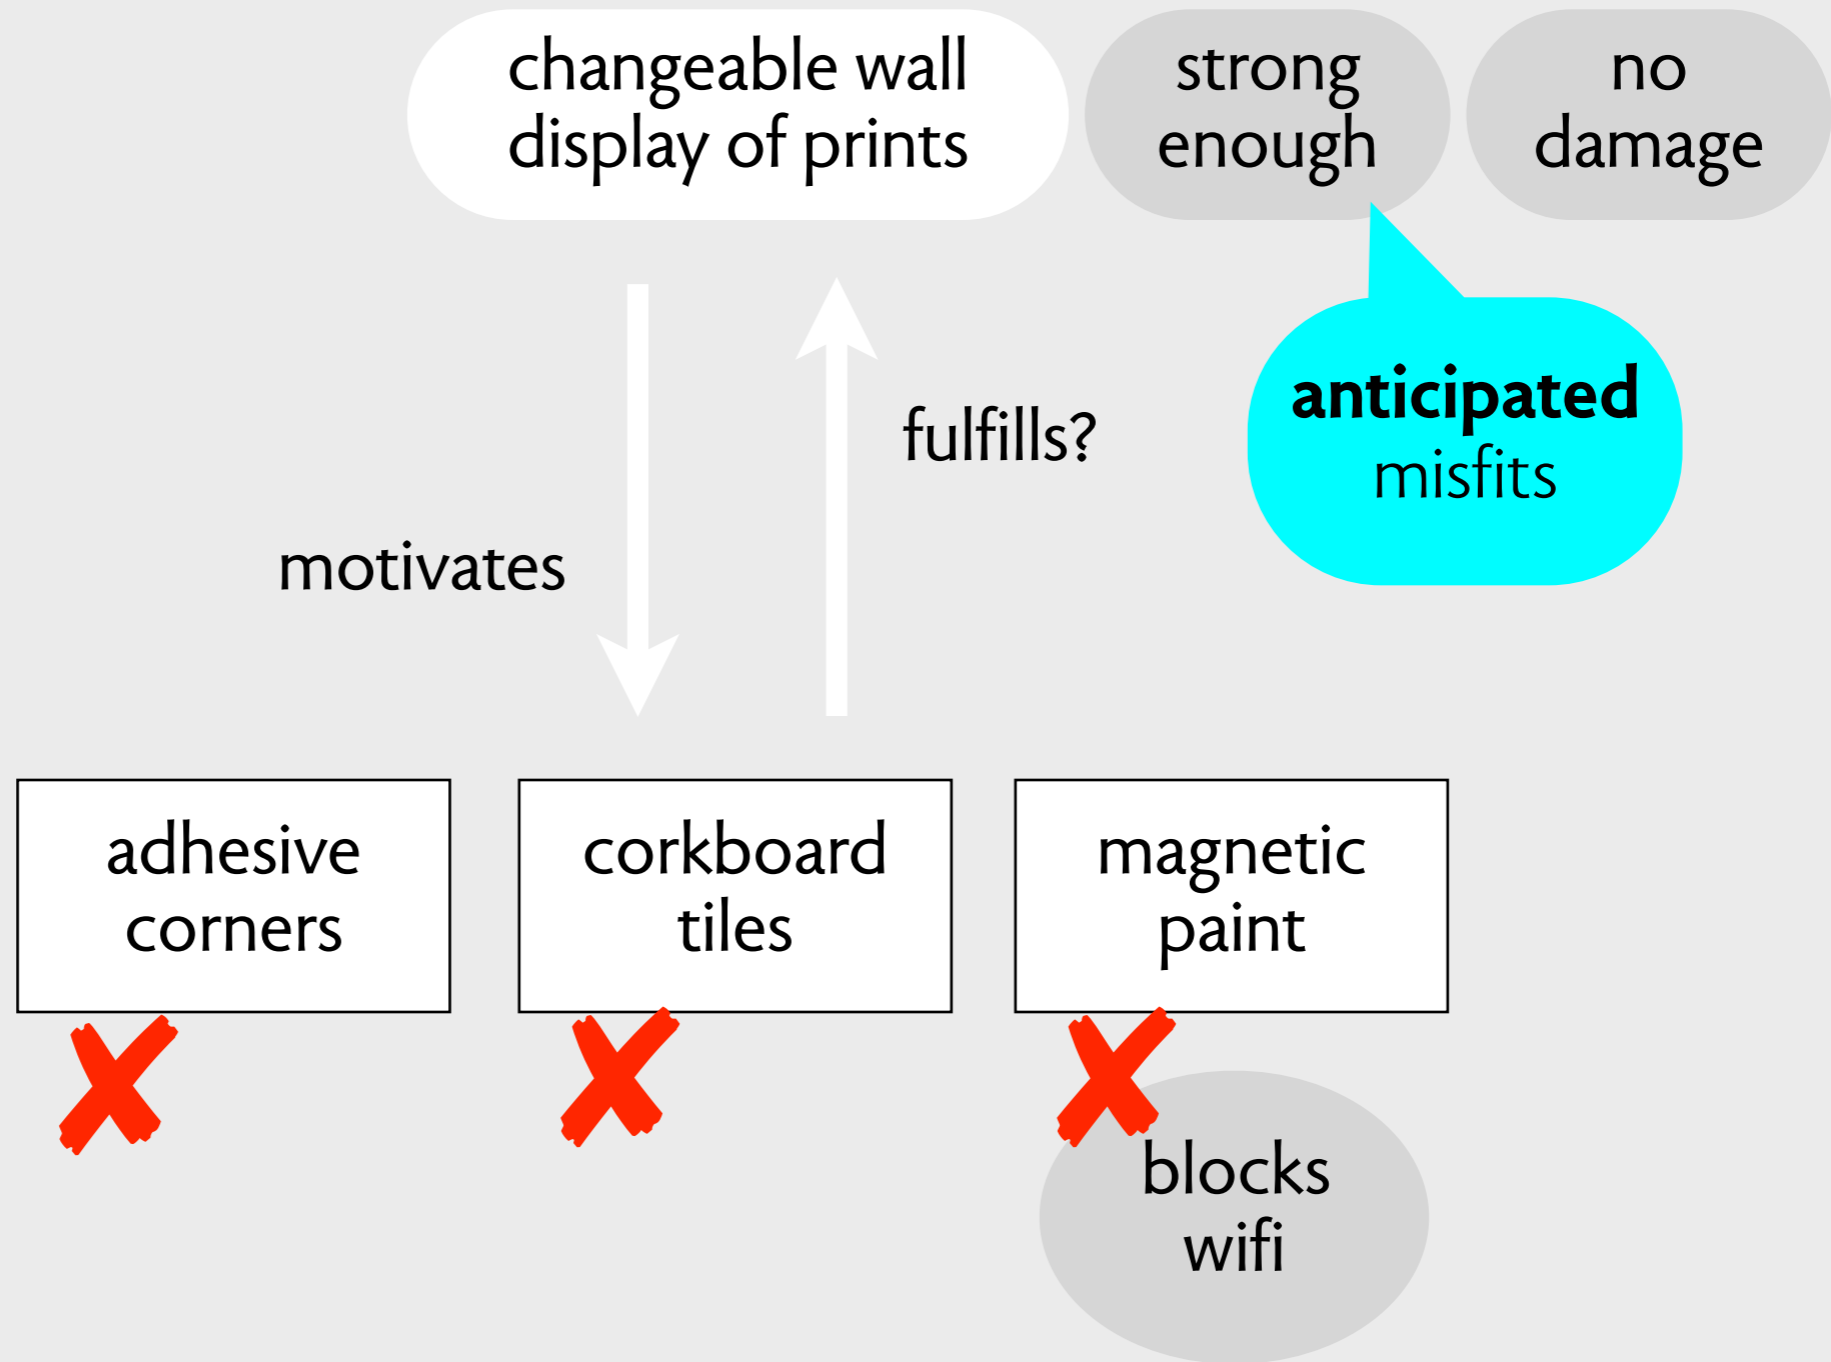 changeable wall
display of prints
strong
enough
no
damage
anticipated
misfits
fulfills?
motivates
adhesive
corners
corkboard
tiles
magnetic
paint
blocks
wifi